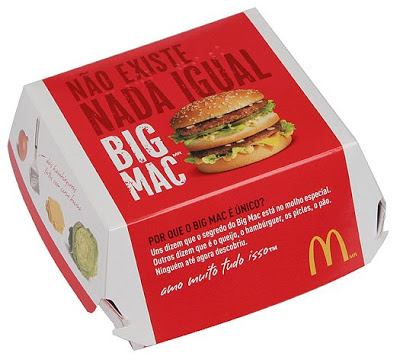 NÃO EXISTE
NADA IGUAL
BIG
MAC
POR QUE O BIG MAC É ÚNICO?
Uns dizem que o segredo do Big Mac está no molho especial.
Outros dizem que é o queijo, o hambúrguer, os picles, o pão.
Ninguém até agora descobriu.
amo muito tudo isso